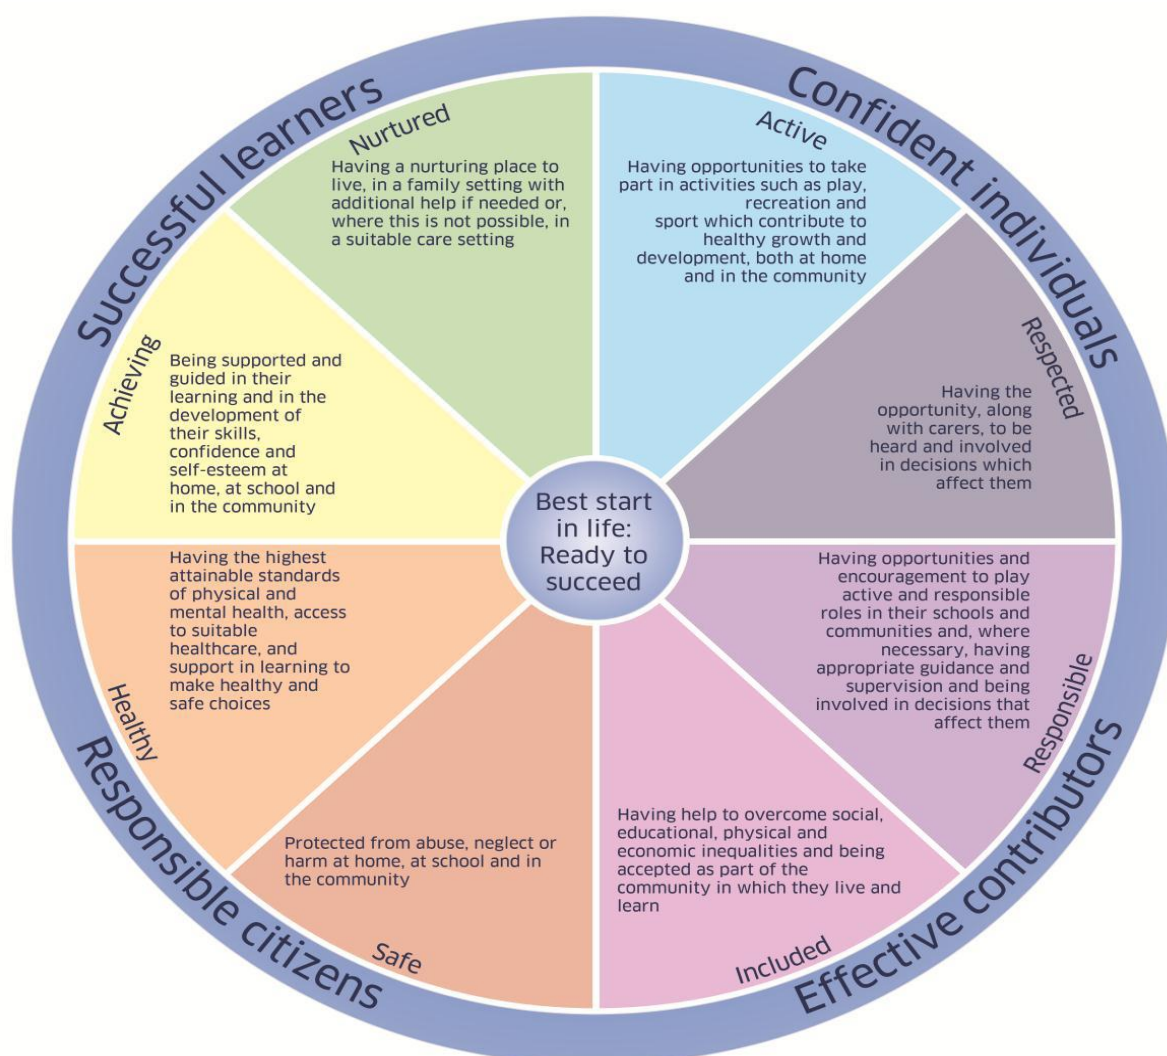 Successful learners
Confident individuals
Nurtured
Having a nurturing place to
live, in a family setting with
additional help if needed or,
where this is not possible, in
a suitable care setting
Active
Having opportunities to take
part in activities such as play,
recreation and
sport which contribute to
healthy growth and
development, both at home
and in the community
Achieving
Being supported and
guided in their
learning and in the
development of
their skills,
confidence and
self-esteem at
home, at school and
in the community
Respected
Having the
opportunity, along
with carers, to be
heard and involved
in decisions which
affect them
Best start
in life:
Ready to
succeed
Having the highest
attainable standards
of physical and
mental health, access
to suitable
healthcare, and
support in learning to
make healthy and
safe choices
Healthy
Having opportunities and
encouragement to play
active and responsible
roles in their schools and
communities and, where
necessary, having
appropriate guidance and
supervision and being
involved in decisions that
affect them
Responsible
Protected from abuse, neglect or
harm at home, at school and in
the community
Safe
Having help to overcome social,
educational, physical and
economic inequalities and being
accepted as part of the
community in which they live and
learn
Included
Responsible citizens
Effective contributors